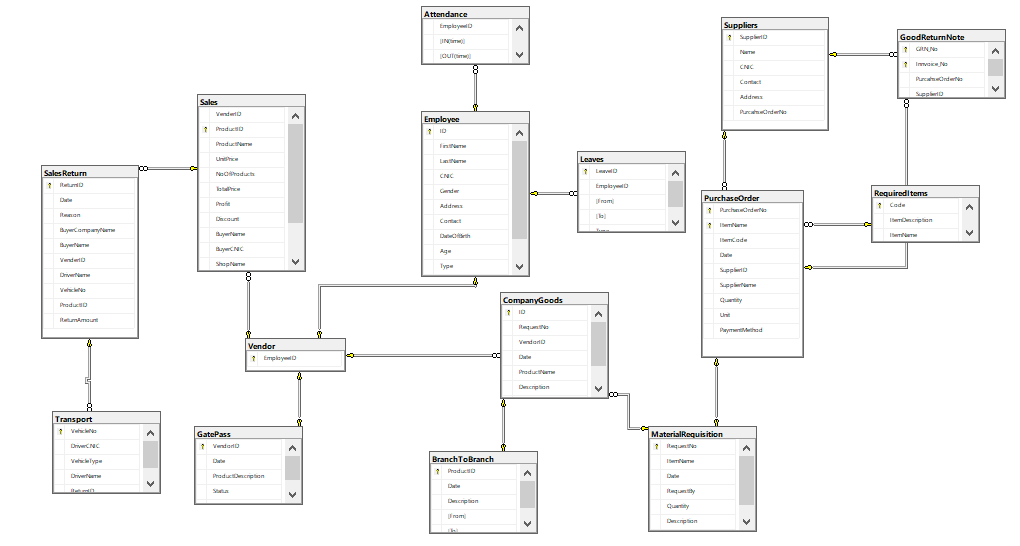 Attendance
EmployeeID
[IN(time)]
[OUT(time)]
Suppliers
SupplierID
Name
CNIC
Contact
Address
PurcahseOrderNo
GoodReturnNote
GRN_No
Innvoice_No
PurcahseOrderNo
SupplierID
Sales
VenderID
ProductID
ProductName
UnitPrice
NoOfProducts
TotalPrice
Profit
Discount
BuyerName
BuyerCNIC
ShopName
Employee
ID
FirstName
LastName
CNIC
Gender
Address
Contact
DateOfBirth
Age
Type
Leaves
LeaveID
EmployeeID
[From]
[To]
Type
SalesReturn
ReturnID
Date
Reason
BuyerCompanyName
BuyerName
VenderID
DriverName
VehicleNo
ProductID
ReturnAmount
PurchaseOrder
PurchaseOrderNo
ItemName
ItemCode
Date
SupplierID
SupplierName
Quantity
Unit
PaymentMethod
RequiredItems
Code
ItemDescription
ItemName
CompanyGoods
ID
RequestNo
VendorID
Date
ProductName
Description
Vendor
EmployeeID
Transport
VehicleNo
DriverCNIC
VehicleType
DriverName
ReturnID
GatePass
VendorID
Date
ProductDescription
Status
BranchToBranch
ProductID
Date
Description
[From]
[To]
MaterialRequisition
RequestNo
ItemName
Date
RequestBy
Quantity
Description